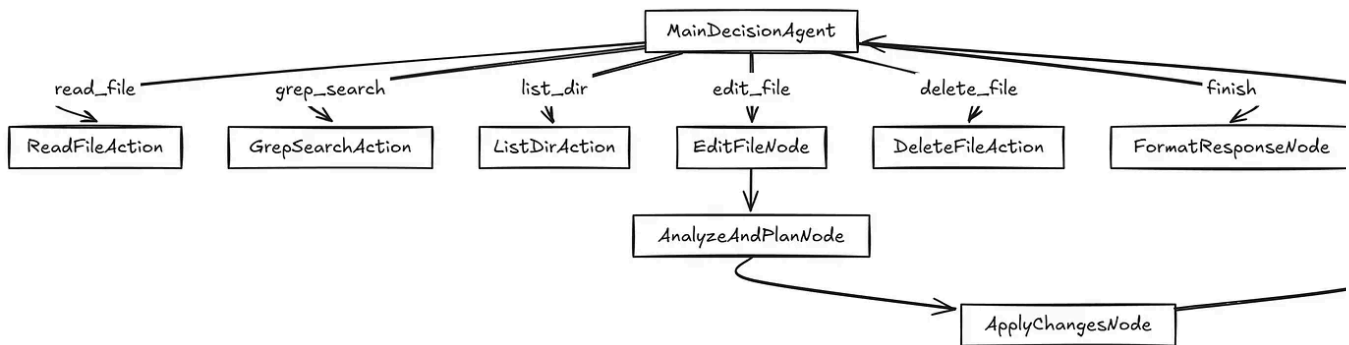 MainDecisionAgent
read_file grep_search list_dir edit_file delete_file finish
ReadFileAction GrepSearchAction ListDirAction EditFileNode DeleteFileAction FormatResponseNode
AnalyzeAndPlanNode
ApplyChangesNode